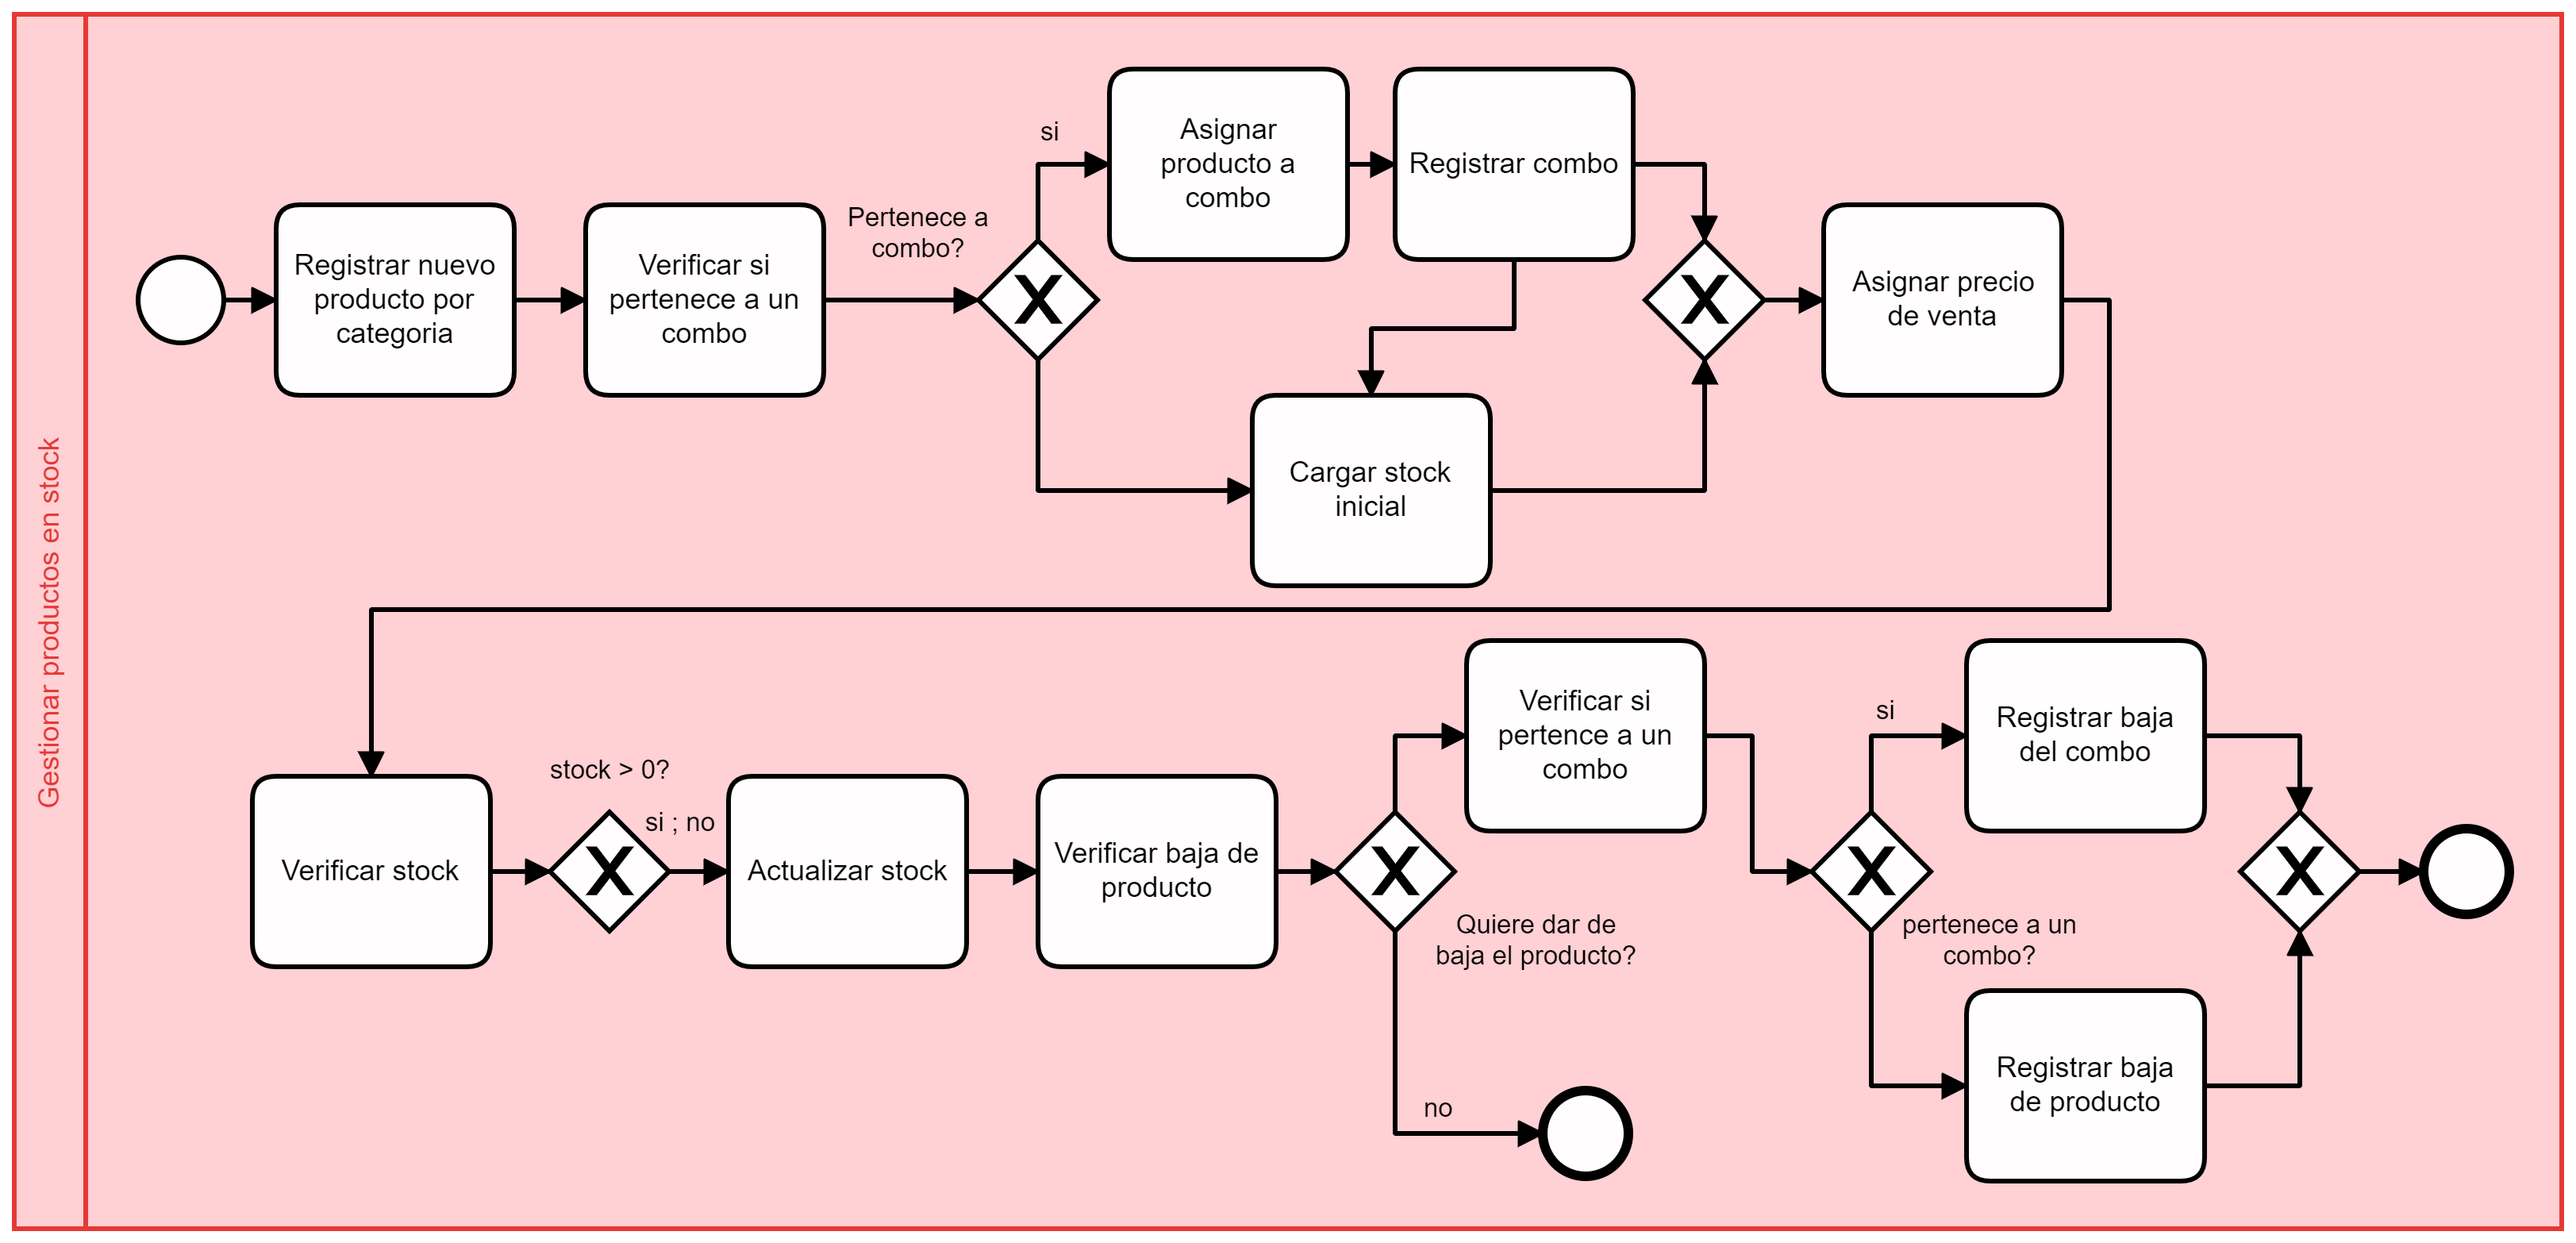 Gestionar productos en stock
Registrar nuevo
producto por
categoria
Verificar si
pertenece a un
combo
Pertenece a
combo?
si
Asignar
producto a
combo
Registrar combo
Cargar stock
inicial
Asignar precio
de venta
Verificar stock
stock > 0?
si ; no
Actualizar stock
Verificar baja de
producto
Quiere dar de
baja el producto?
no
Verificar si
pertence a un
combo
pertenece a un
combo?
si
Registrar baja
del combo
Registrar baja
de producto